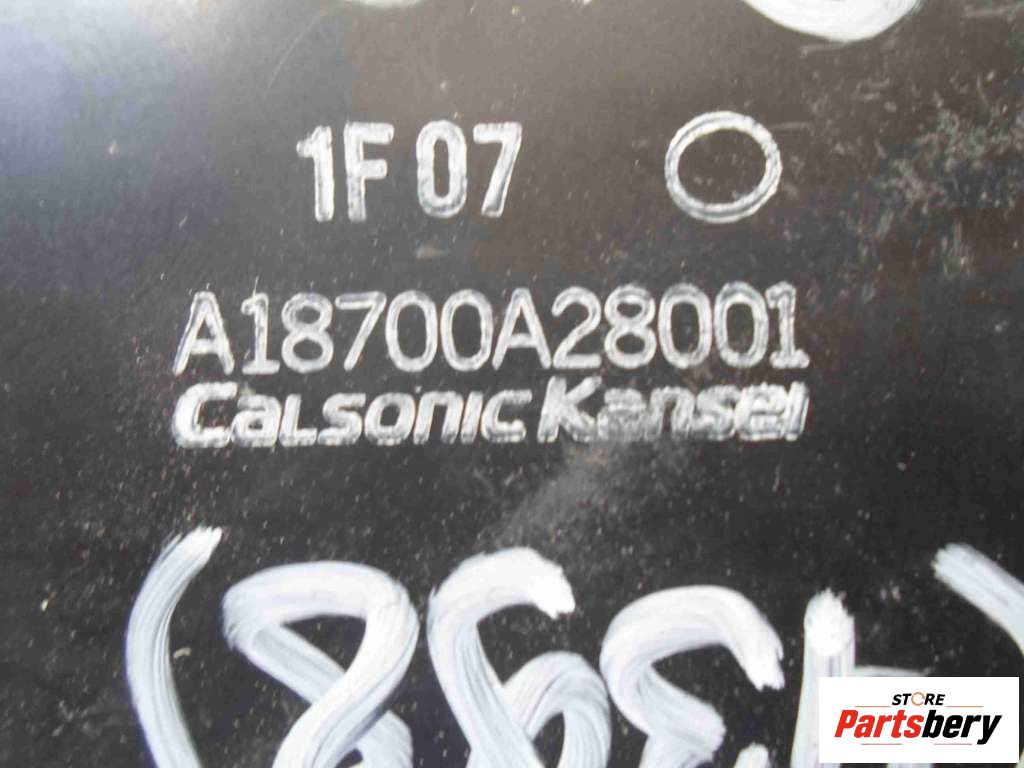 1F 07
A18700A28001
CALSONIC Kansei
STORE
Partsbery